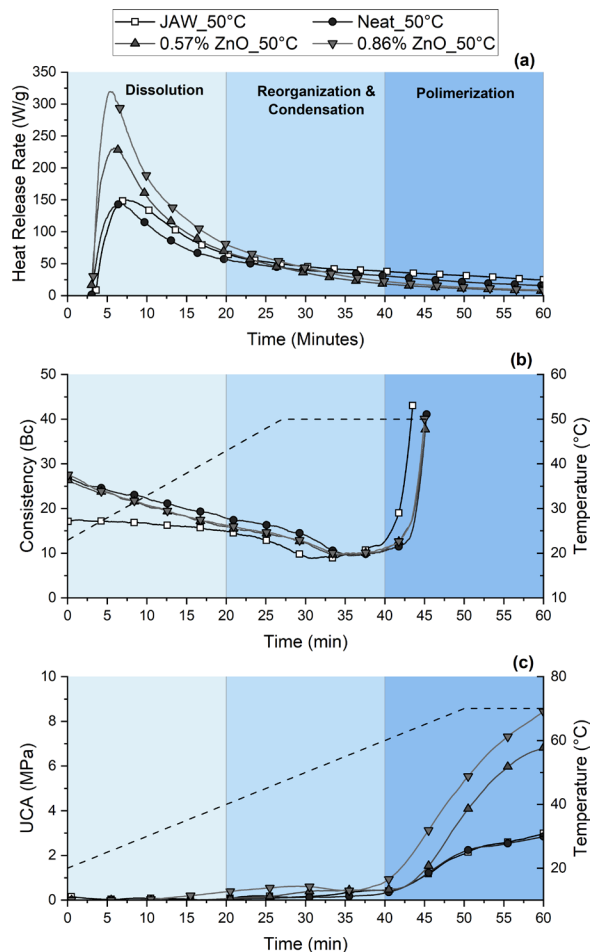 JAW_50°C Neat_50°C
0.57% ZnO_50°C 0.86% ZnO_50°C
(a)
350
300
250
200
150
100
50
0
Heat Release Rate (W/g)
Dissolution
Reorganization &
Condensation
Polimerization
0 5 10 15 20 25 30 35 40 45 50 55 60
Time (Minutes)
(b)
50
40
30
20
10
0
Consistency (Bc)
60
50
40
30
20
10
Temperature (°C)
0 5 10 15 20 25 30 35 40 45 50 55 60
Time (min)
(c)
10
8
6
4
2
0
UCA (MPa)
80
70
60
50
40
30
20
10
Temperature (°C)
0 5 10 15 20 25 30 35 40 45 50 55 60
Time (min)